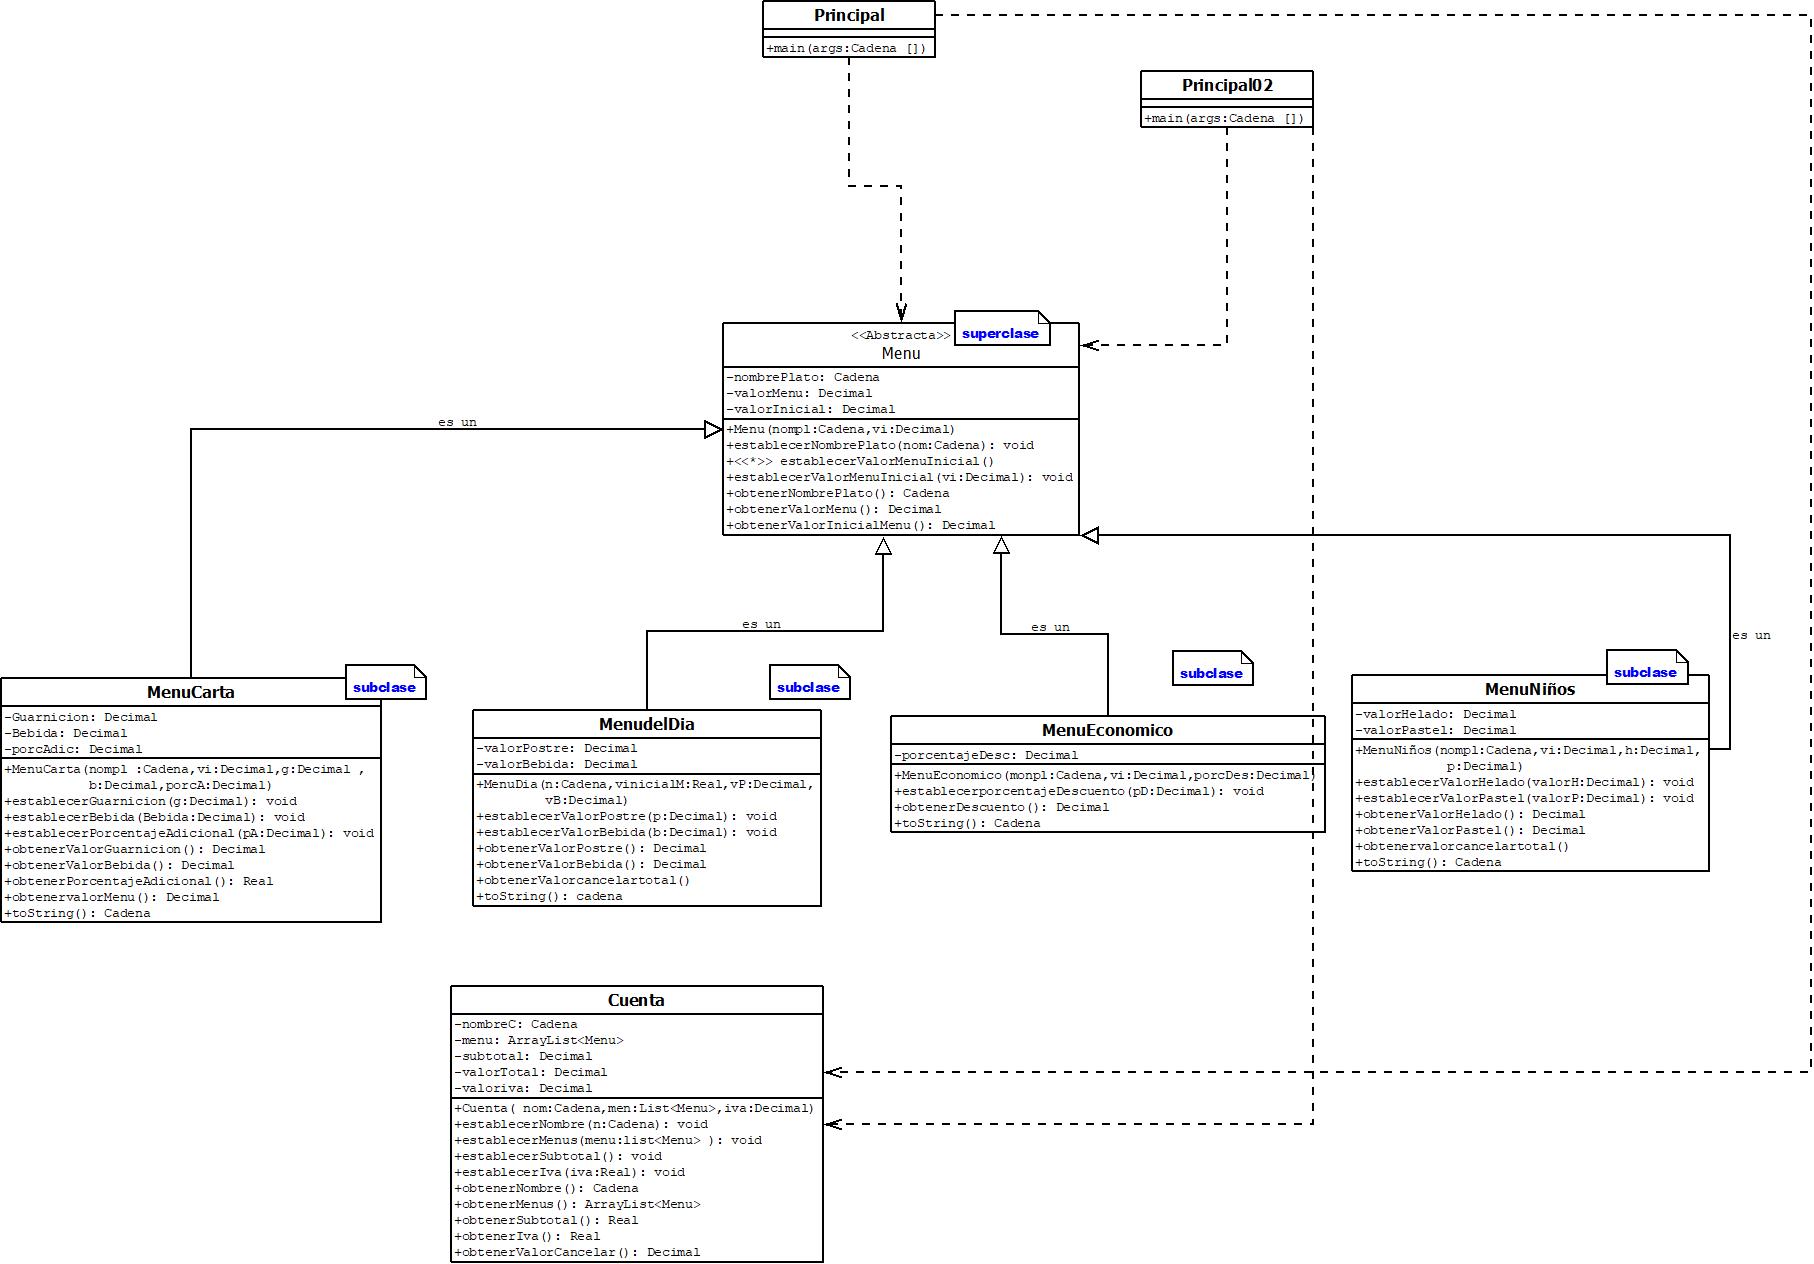 Principal
+main(args:Cadena [])
Principal02
+main(args:Cadena [])
<<Abstracta>>
superclase
Menu
-nombrePlato: Cadena
-valorMenu: Decimal
-valorInicial: Decimal
+Menu(nompl:Cadena,vi:Decimal)
+establecerNombrePlato(nom:Cadena): void
+<<*>> establecerValorMenuInicial()
+establecerValorMenuInicial(vi:Decimal): void
+obtenerNombrePlato(): Cadena
+obtenerValorMenu(): Decimal
+obtenerValorInicialMenu(): Decimal
es un
es un
es un
es un
subclase
MenuCarta
-Guarnicion: Decimal
-Bebida: Decimal
-porcAdic: Decimal
+MenuCarta(nompl :Cadena,vi:Decimal,g:Decimal ,
b:Decimal,porcA:Decimal)
+establecerGuarnicion(g:Decimal): void
+establecerBebida(Bebida:Decimal): void
+establecerPorcentajeAdicional(pA:Decimal): void
+obtenerValorGuarnicion(): Decimal
+obtenerValorBebida(): Decimal
+obtenerPorcentajeAdicional(): Real
+obtenervalorMenu(): Decimal
+toString(): Cadena
subclase
MenudelDia
-valorPostre: Decimal
-valorBebida: Decimal
+MenuDia(n:Cadena,vinicialM:Real,vP:Decimal,
vB:Decimal)
+establecerValorPostre(p:Decimal): void
+establecerValorBebida(b:Decimal): void
+obtenerValorPostre(): Decimal
+obtenerValorBebida(): Decimal
+obtenerValorcancelartotal()
+toString(): cadena
subclase
MenuEconomico
-porcentajeDesc: Decimal
+MenuEconomico(monpl:Cadena,vi:Decimal,porcDes:Decimal)
+establecerporcentajeDescuento(pD:Decimal): void
+obtenerDescuento(): Decimal
+toString(): Cadena
subclase
MenuNiños
-valorHelado: Decimal
-valorPastel: Decimal
+MenuNiños(nompl:Cadena,vi:Decimal,h:Decimal,
p:Decimal)
+establecerValorHelado(valorH:Decimal): void
+establecerValorPastel(valorP:Decimal): void
+obtenerValorHelado(): Decimal
+obtenerValorPastel(): Decimal
+obtenervalorcancelartotal()
+toString(): Cadena
Cuenta
-nombreC: Cadena
-menu: ArrayList<Menu>
-subtotal: Decimal
-valorTotal: Decimal
-valoriva: Decimal
+Cuenta( nom:Cadena,men:List<Menu>,iva:Decimal)
+establecerNombre(n:Cadena): void
+establecerMenus(menu:list<Menu> ): void
+establecerSubtotal(): void
+establecerIva(iva:Real): void
+obtenerNombre(): Cadena
+obtenerMenus(): ArrayList<Menu>
+obtenerSubtotal(): Real
+obtenerIva(): Real
+obtenerValorCancelar(): Decimal